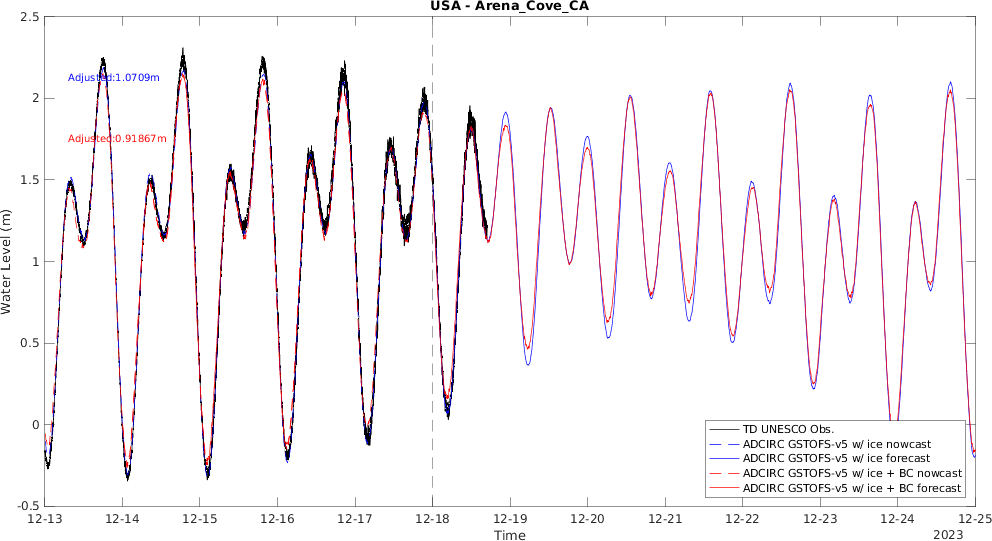 USA - Arena_Cove_CA
2.5
2
1.5
1
0.5
0
-0.5
Water Level (m)
Adjusted:1.0709m
Adjusted:0.91867m
TD UNESCO Obs.
ADCIRC GSTOFS-v5 w/ ice nowcast
ADCIRC GSTOFS-v5 w/ ice forecast
ADCIRC GSTOFS-v5 w/ ice + BC nowcast
ADCIRC GSTOFS-v5 w/ ice + BC forecast
12-13 12-14 12-15 12-16 12-17 12-18 12-19 12-20 12-21 12-22 12-23 12-24 12-25
Time
2023